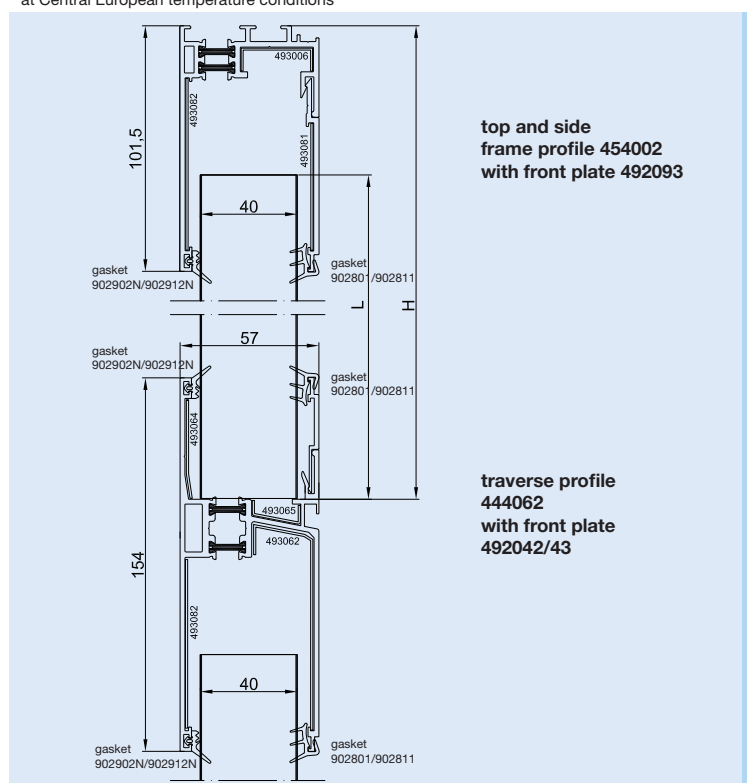 at Central European temperature conditions
493006
493082
101,5
493081
top and side
frame profile 454002
with front plate 492093
40
gasket
902902N/902912N
gasket
902801/902811
L
H
57
gasket
902902N/902912N
gasket
902801/902811
493064
traverse profile
444062
with front plate
492042/43
493065
493062
154
493082
40
gasket
902902N/902912N
gasket
902801/902811